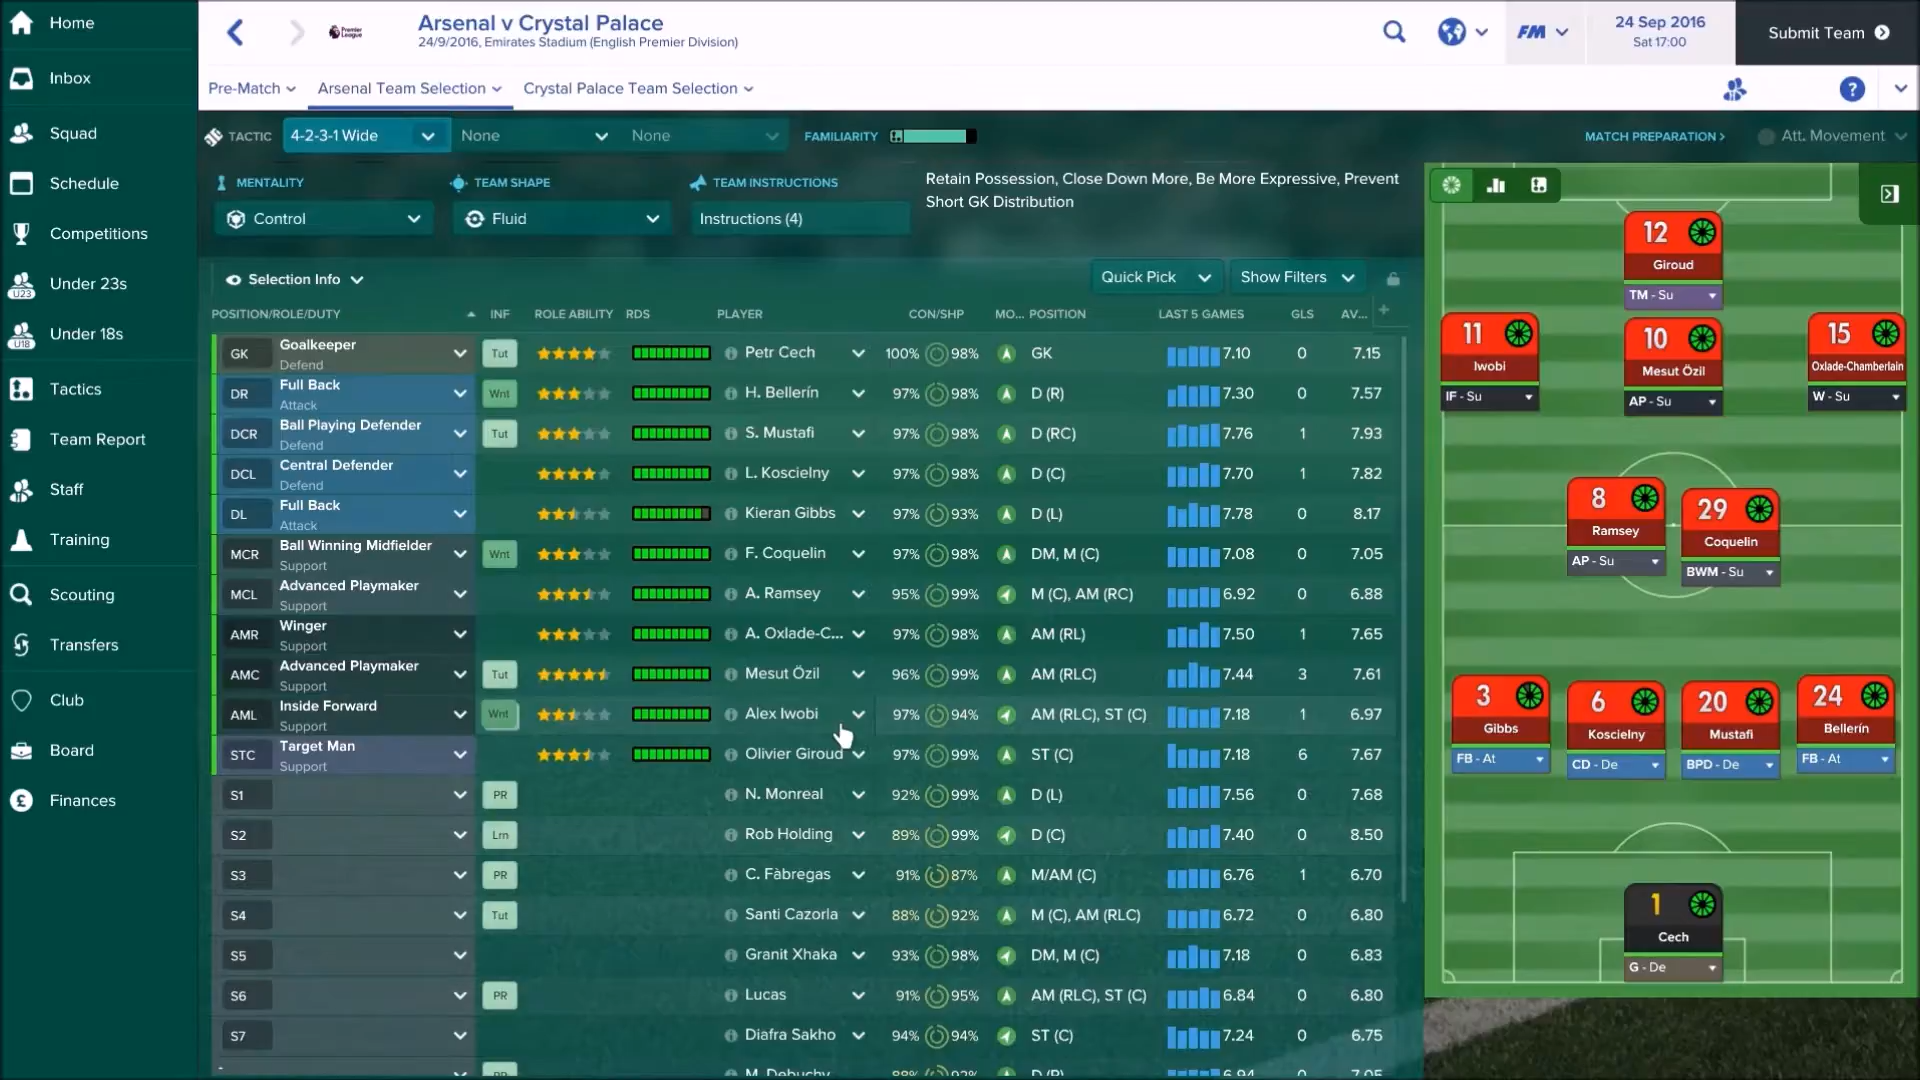 Home
Inbox
Squad
Schedule
Competitions
U23 Under 23s
U18 Under 18s
Tactics
Team Report
Staff
Training
Scouting
Transfers
Club
Board
£ Finances
Premier League
Arsenal v Crystal Palace
24/9/2016, Emirates Stadium (English Premier Division)
FM
24 Sep 2016
Sat 17:00
Submit Team
Pre-Match Arsenal Team Selection Crystal Palace Team Selection
?
TACTIC 4-2-3-1 Wide None None FAMILIARITY MATCH PREPARATION > Att. Movement
MENTALITY TEAM SHAPE TEAM INSTRUCTIONS
Control Fluid Instructions (4)
Retain Possession, Close Down More, Be More Expressive, Prevent
Short GK Distribution
Selection Info Quick Pick Show Filters
POSITION/ROLE/DUTY INF ROLE ABILITY RDS PLAYER CON/SHP MO... POSITION LAST 5 GAMES GLS AV... +
GK Goalkeeper Defend Tut Petr Cech 100% 98% GK 7.10 0 7.15
DR Full Back Attack Wnt H. Bellerín 97% 98% D (R) 7.30 0 7.57
DCR Ball Playing Defender Defend Tut S. Mustafi 97% 98% D (RC) 7.76 1 7.93
DCL Central Defender Defend L. Koscielny 97% 98% D (C) 7.70 1 7.82
DL Full Back Attack Kieran Gibbs 97% 93% D (L) 7.78 0 8.17
MCR Ball Winning Midfielder Support Wnt F. Coquelin 97% 98% DM, M (C) 7.08 0 7.05
MCL Advanced Playmaker Support A. Ramsey 95% 99% M (C), AM (RC) 6.92 0 6.88
AMR Winger Support A. Oxlade-C... 97% 98% AM (RL) 7.50 1 7.65
AMC Advanced Playmaker Support Tut Mesut Özil 96% 99% AM (RLC) 7.44 3 7.61
AML Inside Forward Support Wnt Alex Iwobi 97% 94% AM (RLC), ST (C) 7.18 1 6.97
STC Target Man Support Olivier Giroud 97% 99% ST (C) 7.18 6 7.67
S1 PR N. Monreal 92% 99% D (L) 7.56 0 7.68
S2 Lrn Rob Holding 89% 99% D (C) 7.40 0 8.50
S3 PR C. Fàbregas 91% 87% M/AM (C) 6.76 1 6.70
S4 Tut Santi Cazorla 88% 92% M (C), AM (RLC) 6.72 0 6.80
S5 Granit Xhaka 93% 98% DM, M (C) 7.18 0 6.83
S6 PR Lucas 91% 95% AM (RLC), ST (C) 6.84 0 6.80
S7 Diafra Sakho 94% 94% ST (C) 7.24 0 6.75
- PR M. Debuchy 88% 92% D (R) 6.94 0 7.05
12
Giroud
TM - Su
11 10 15
Iwobi Mesut Özil Oxlade-Chamberlain
IF - Su AP - Su W - Su
8 29
Ramsey Coquelin
AP - Su BWM - Su
3 6 20 24
Gibbs Koscielny Mustafi Bellerín
FB - At CD - De BPD - De FB - At
1
Cech
G - De